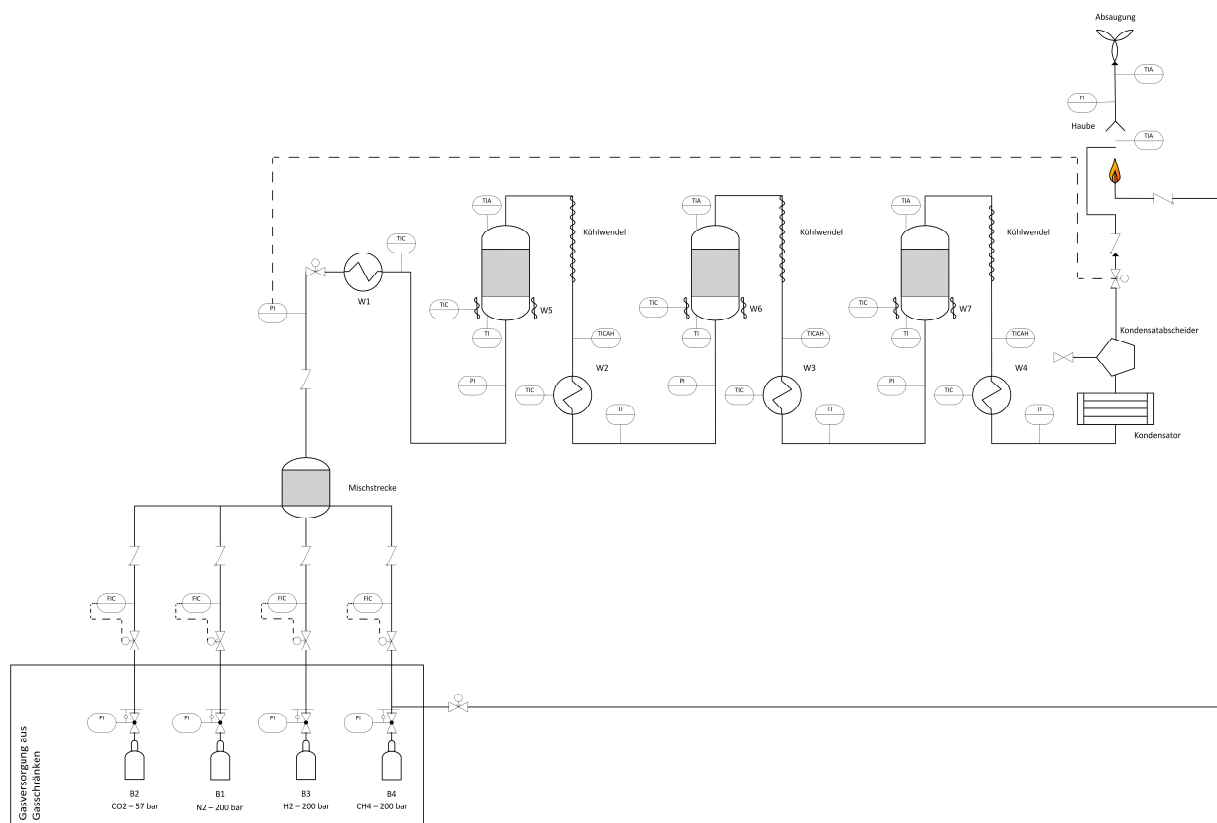 Absaugung
TIA
FI
Haube
TIA
TIA
TIA
TIA
Kühlwendel
Kühlwendel
Kühlwendel
TIC
W1
PI
TIC
W5
TIC
W6
TIC
W7
TI
TICAH
TI
TICAH
TI
TICAH
Kondensatabscheider
W2
W3
W4
PI
TIC
PI
TIC
PI
TIC
Kondensator
Mischstrecke
FIC
FIC
FIC
FIC
PI
PI
PI
PI
Gasversorgung aus
Gasschränken
B2
B1
B3
B4
CO2 – 57 bar
N2 – 200 bar
H2 – 200 bar
CH4 – 200 bar